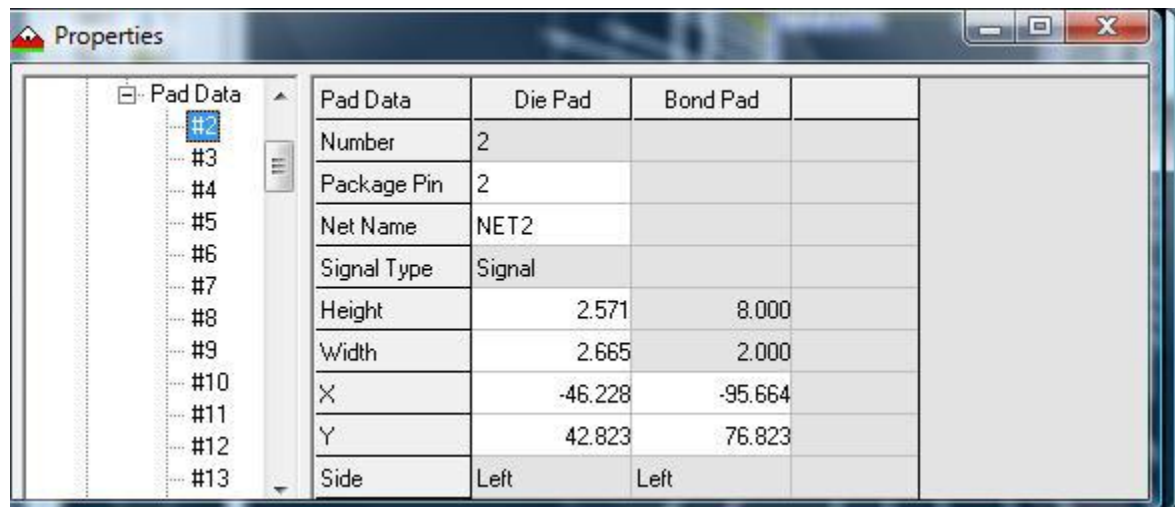 Properties
Pad Data
#2
#3
#4
#5
#6
#7
#8
#9
#10
#11
#12
#13
Pad Data Die Pad Bond Pad
Number 2
Package Pin 2
Net Name NET2
Signal Type Signal
Height 2.571 8.000
Width 2.665 2.000
X -46.228 -95.664
Y 42.823 76.823
Side Left Left